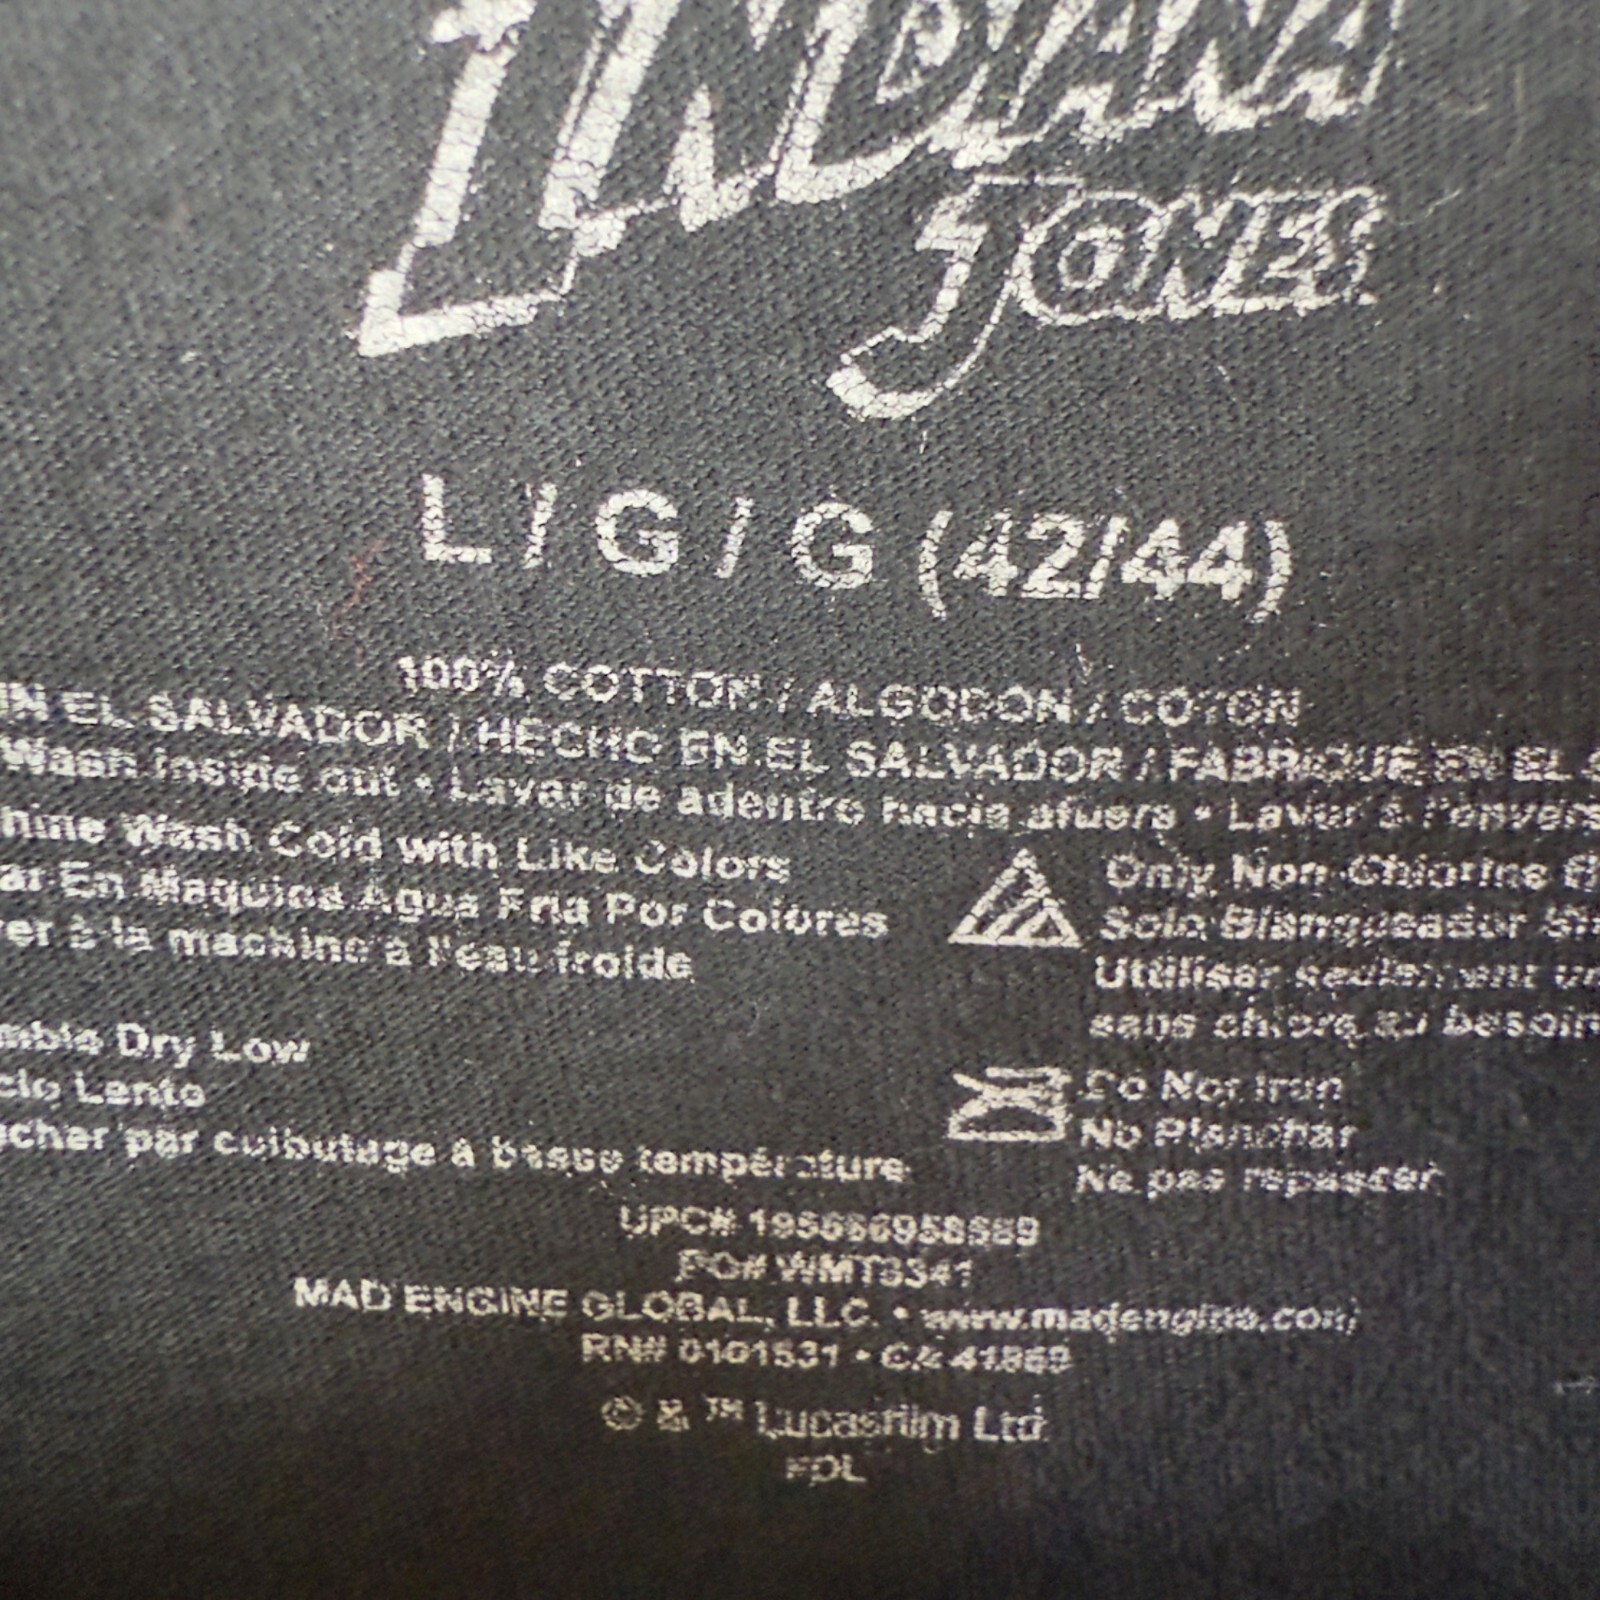 INDIANA
JONES
L / G / G (42/44)
100% COTTON / ALGODON / COTON
IN EL SALVADOR / HECHO EN EL SALVADOR / FABRIQUE EN EL
Wash inside out • Lavar de adentro hacia afuera • Laver à l'envers
hine Wash Cold with Like Colors
ar En Maquina Agua Fria Por Colores
er à la machine à l'eau froide
Only Non-Chlorine
Solo Blanqueador
Utiliser seulement
sans chlore au besoin
mble Dry Low
clo Lento
cher par culbutage à basse température
Do Not Iron
No Planchar
Ne pas repasser
UPC#
PO# WMT3341
MAD ENGINE GLOBAL, LLC. • www.madengine.com
RN# 0101531 • CA 41869
© & ™ Lucasfilm Ltd.